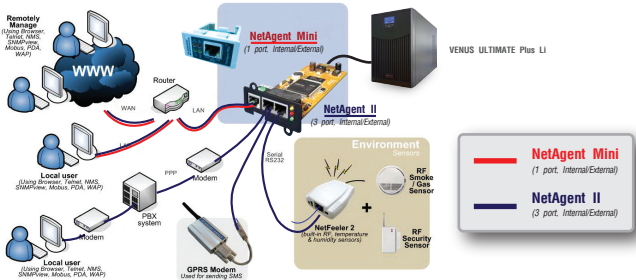 Remotely
Manage
(Using Browser,
Telnet, NMS,
SNMPview,
Mobus, PDA,
WAP)
WWW
Router
WAN
LAN
NetAgent Mini
(1 port. Internal/External)
NetAgent II
(3 port. Internal/External)
VENUS ULTIMATE Plus Li
Local user
(Using Browser, Telnet, NMS,
SNMPview, Mobus, PDA, WAP)
PPP
Modem
Serial
RS232
PBX
system
Modem
Local user
(Using Browser, Telnet, NMS,
SNMPview, Mobus, PDA, WAP)
GPRS Modem
Used for sending SMS
Environment
Sensors
NetFeeler 2
(built-in RF, temperature
& humidity sensors)
+
RF
Smoke
/ Gas
Sensor
RF
Security
Sensor
NetAgent Mini
(1 port. Internal/External)
NetAgent II
(3 port. Internal/External)